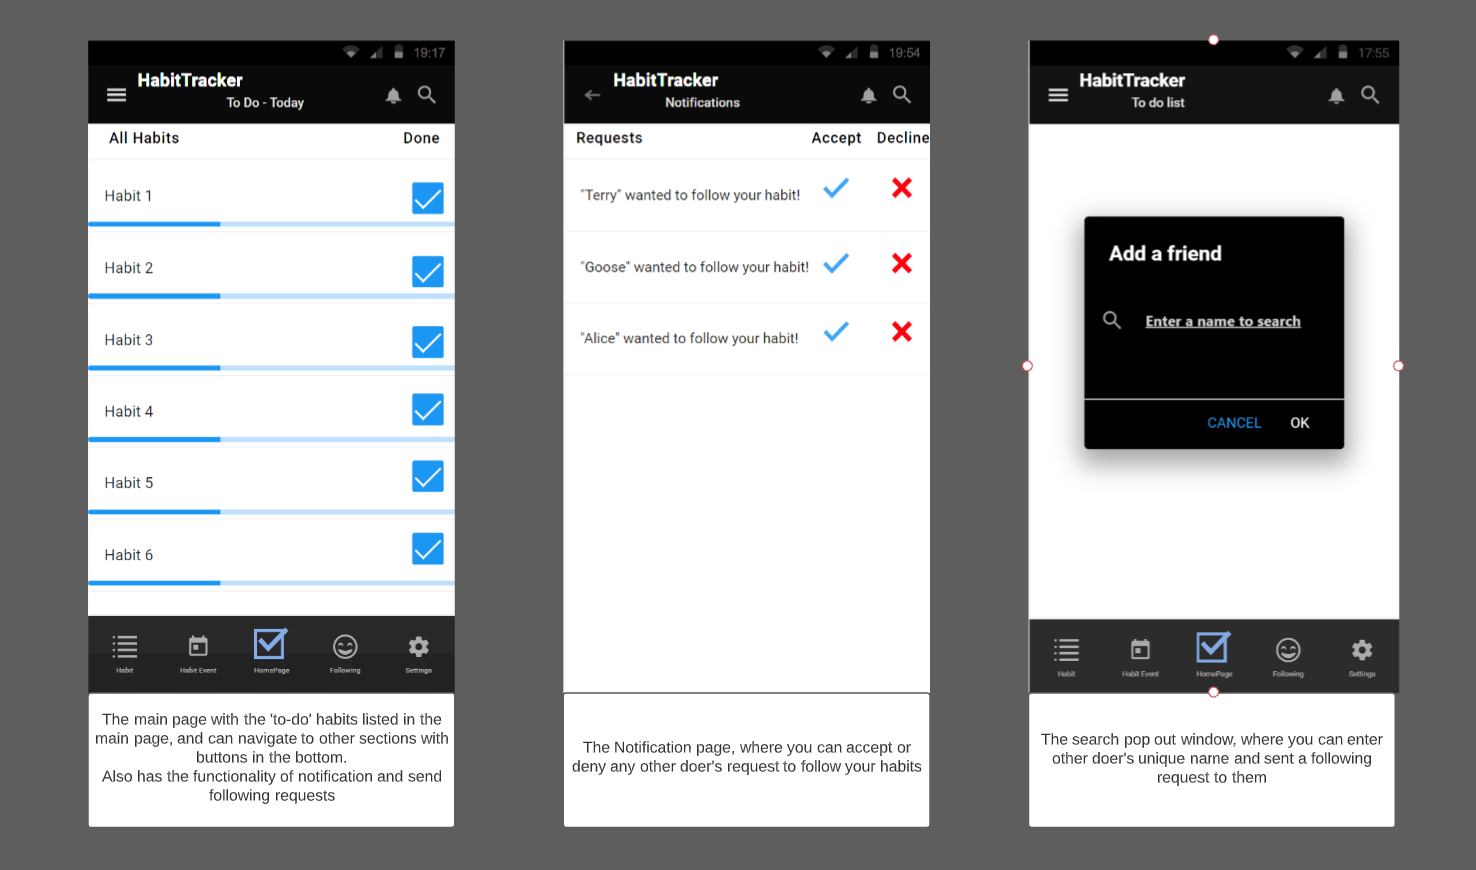 19:17
HabitTracker
To Do - Today
All Habits Done
Habit 1
Habit 2
Habit 3
Habit 4
Habit 5
Habit 6
Habit Habit Event HomePage Following Settings
The main page with the 'to-do' habits listed in the
main page, and can navigate to other sections with
buttons in the bottom.
Also has the functionality of notification and send
following requests
19:54
HabitTracker
Notifications
Requests Accept Decline
"Terry" wanted to follow your habit!
"Goose" wanted to follow your habit!
"Alice" wanted to follow your habit!
The Notification page, where you can accept or
deny any other doer's request to follow your habits
17:55
HabitTracker
To do list
Add a friend
Enter a name to search
CANCEL OK
Habit Habit Event HomePage Following Settings
The search pop out window, where you can enter
other doer's unique name and sent a following
request to them